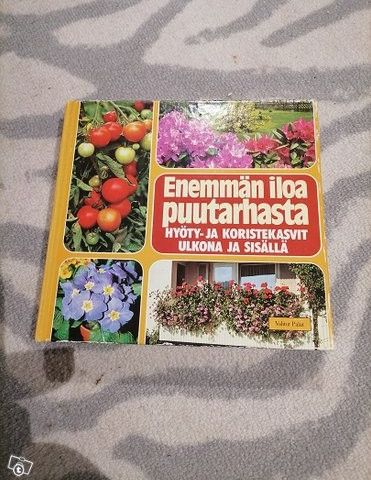 Enemmän iloa
puutarhasta
HYÖTY- JA KORISTEKASVIT
ULKONA JA SISÄLLÄ
Valitut Palat